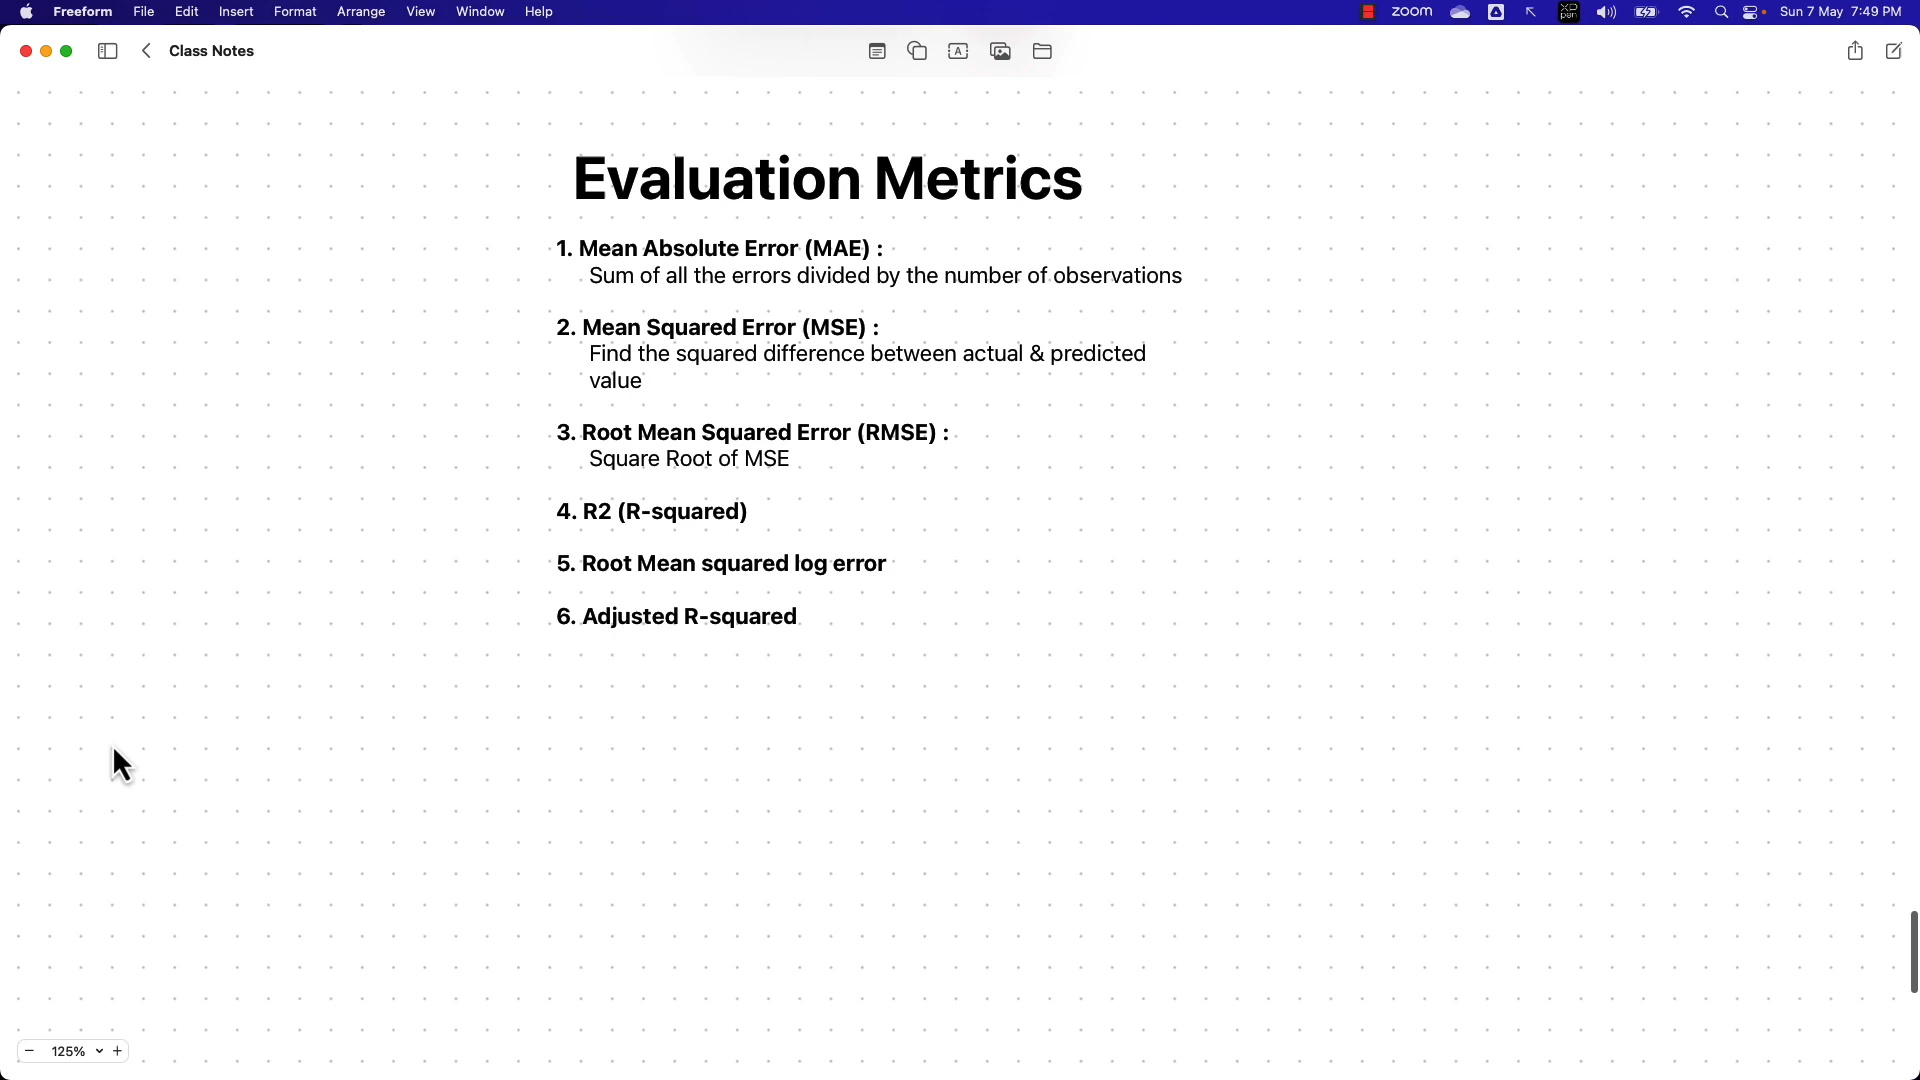 Freeform File Edit Insert Format Arrange View Window Help zoom XP pen Sun 7 May 7:49 PM
Class Notes A
Evaluation Metrics
1. Mean Absolute Error (MAE) :
Sum of all the errors divided by the number of observations
2. Mean Squared Error (MSE) :
Find the squared difference between actual & predicted
value
3. Root Mean Squared Error (RMSE) :
Square Root of MSE
4. R2 (R-squared)
5. Root Mean squared log error
6. Adjusted R-squared
− 125% +